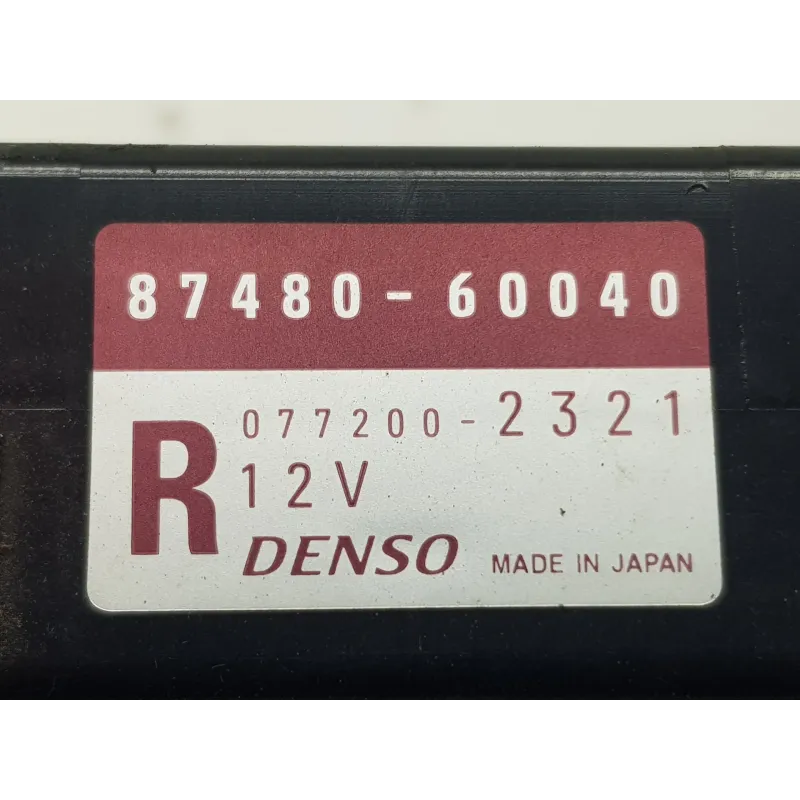 87480-60040
R
077200-2321
12V
DENSO MADE IN JAPAN